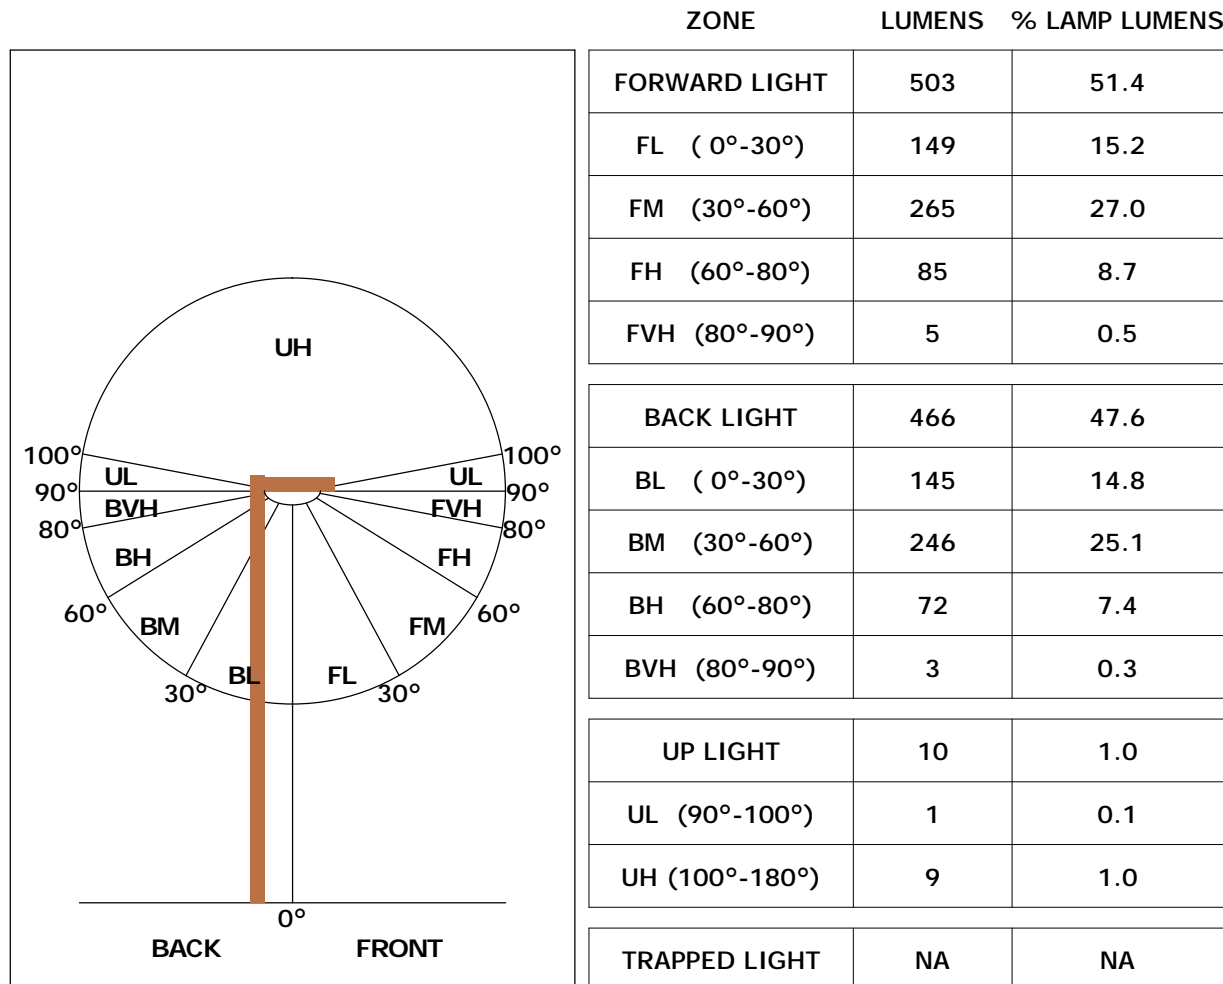 ZONE LUMENS % LAMP LUMENS
FORWARD LIGHT 503 51.4
FL ( 0°-30°) 149 15.2
FM (30°-60°) 265 27.0
FH (60°-80°) 85 8.7
FVH (80°-90°) 5 0.5
BACK LIGHT 466 47.6
BL ( 0°-30°) 145 14.8
BM (30°-60°) 246 25.1
BH (60°-80°) 72 7.4
BVH (80°-90°) 3 0.3
UP LIGHT 10 1.0
UL (90°-100°) 1 0.1
UH (100°-180°) 9 1.0
TRAPPED LIGHT NA NA
UH
100° 100°
UL UL
90° 90°
BVH FVH
80° 80°
BH FH
60° 60°
BM FM
BL FL
30° 30°
0°
BACK FRONT